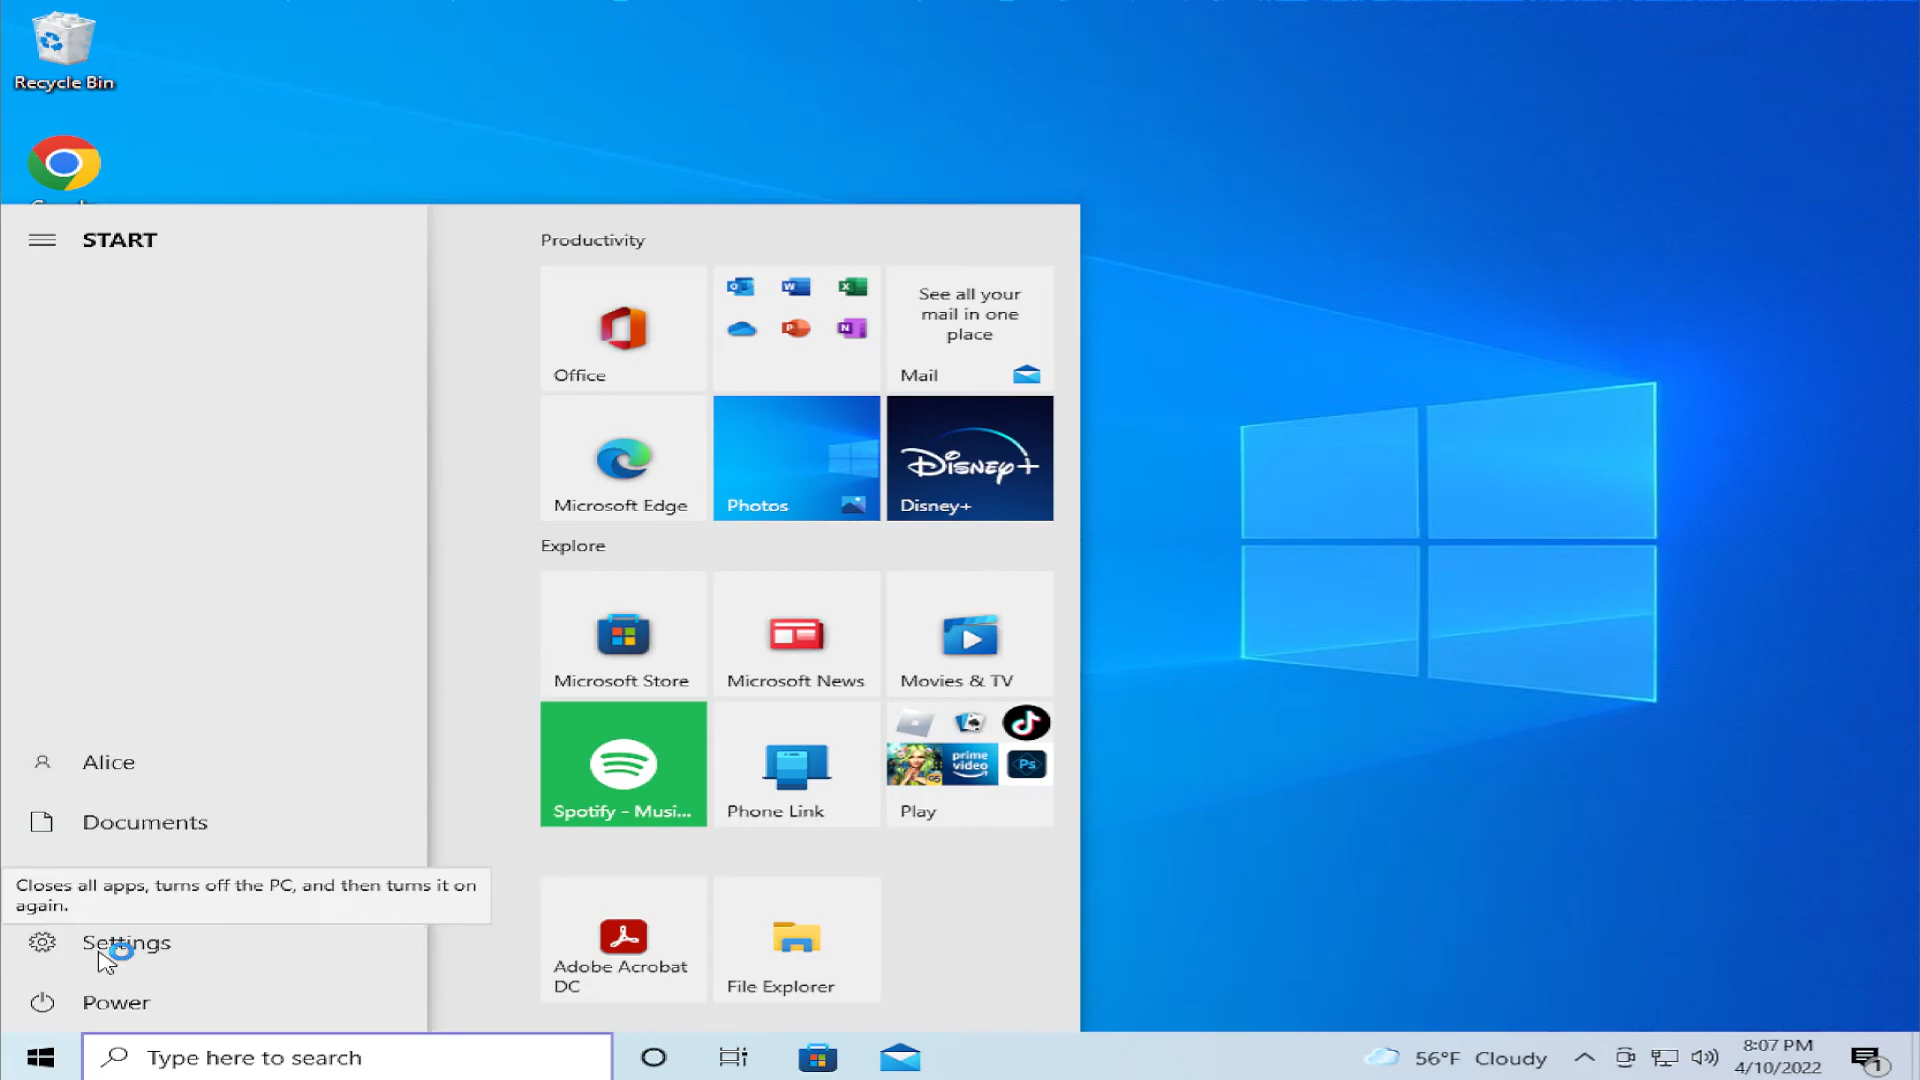 Recycle Bin
START
Productivity
Office
See all your
mail in one
place
Mail
Microsoft Edge
Photos
Disney+
Disney+
Explore
Microsoft Store
Microsoft News
Movies & TV
Spotify - Musi...
Phone Link
prime
video
Ps
Play
Alice
Documents
Closes all apps, turns off the PC, and then turns it on
again.
Settings
Power
Adobe Acrobat
DC
File Explorer
Type here to search
56°F Cloudy
8:07 PM
4/10/2022
1